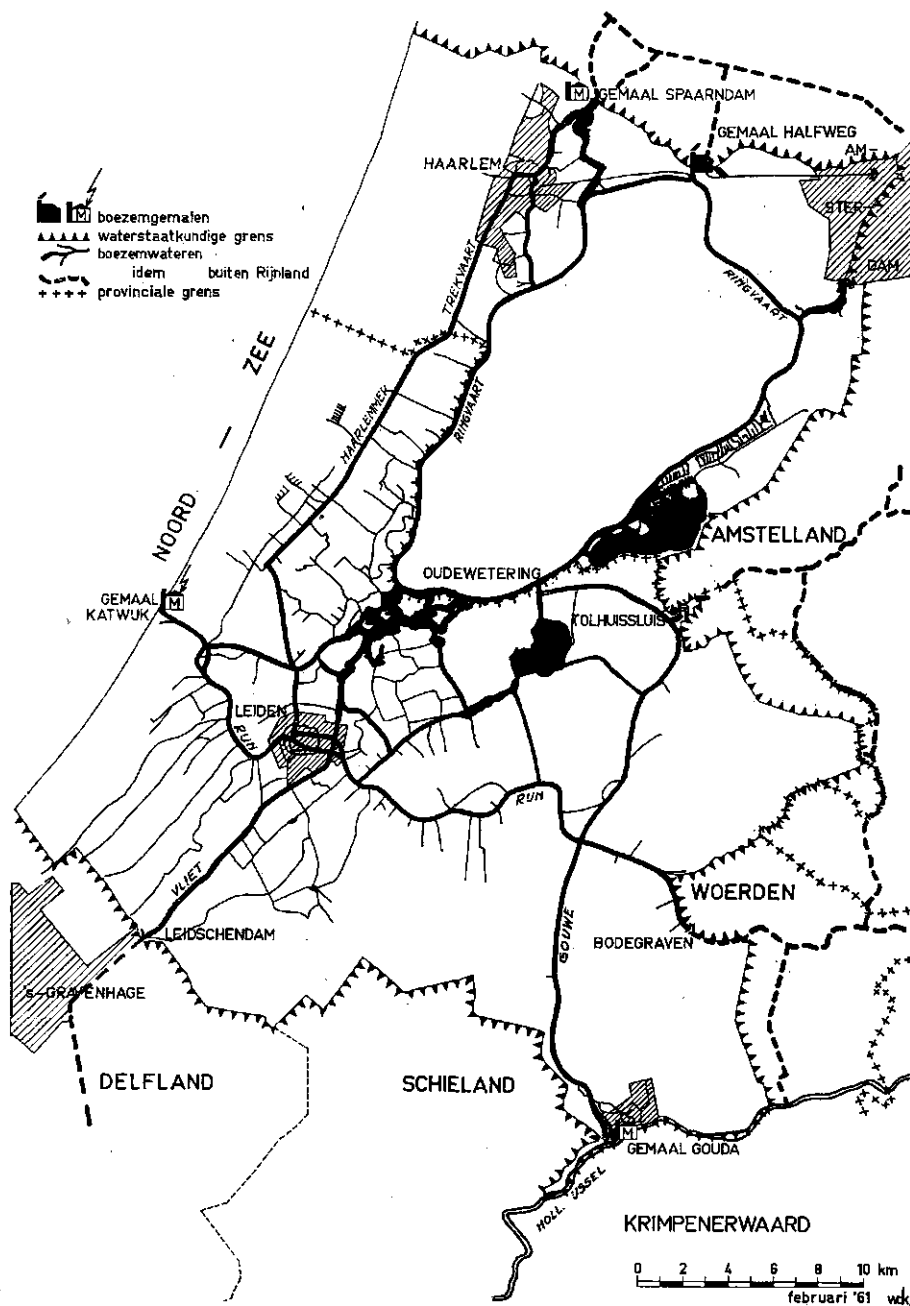 GEMAAL SPAARNDAM
GEMAAL HALFWEG
AM-
HAARLEM
STER-
DAM
boezemgemalen
waterstaatkundige grens
boezemwateren
idem buiten Rijnland
provinciale grens
TREKVAART
RINGVAART
ZEE
—
NOORD
HAARLEMMER
RINGVAART
AMSTELLAND
OUDEWETERING
GEMAAL
KATWIJK
TOLHUISSLUIS
LEIDEN
RIJN
RIJN
VLIET
WOERDEN
LEIDSCHENDAM
GOUWE
BODEGRAVEN
's-GRAVENHAGE
DELFLAND
SCHIELAND
GEMAAL GOUDA
HOLL. IJSSEL
KRIMPENERWAARD
0 2 4 6 8 10 km
februari '61 wdk